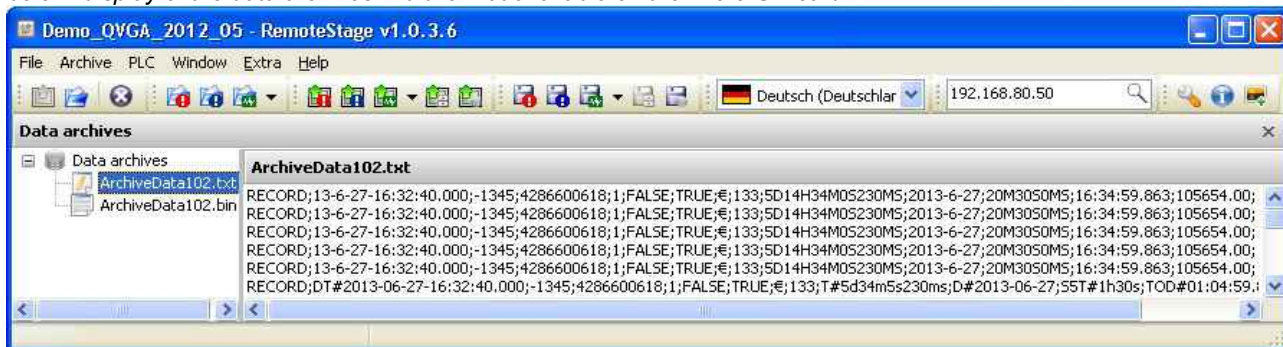 Demo_QVGA_2012_05 - RemoteStage v1.0.3.6
File Archive PLC Window Extra Help
Deutsch (Deutschlar
192.168.80.50
Data archives
Data archives
ArchiveData102.txt
ArchiveData102.bin
ArchiveData102.txt
RECORD;13-6-27-16:32:40.000;-1345;4286600618;1;FALSE;TRUE;€;133;5D14H34M0S230MS;2013-6-27;20M30S0MS;16:34:59.863;105654.00;
RECORD;13-6-27-16:32:40.000;-1345;4286600618;1;FALSE;TRUE;€;133;5D14H34M0S230MS;2013-6-27;20M30S0MS;16:34:59.863;105654.00;
RECORD;13-6-27-16:32:40.000;-1345;4286600618;1;FALSE;TRUE;€;133;5D14H34M0S230MS;2013-6-27;20M30S0MS;16:34:59.863;105654.00;
RECORD;13-6-27-16:32:40.000;-1345;4286600618;1;FALSE;TRUE;€;133;5D14H34M0S230MS;2013-6-27;20M30S0MS;16:34:59.863;105654.00;
RECORD;13-6-27-16:32:40.000;-1345;4286600618;1;FALSE;TRUE;€;133;5D14H34M0S230MS;2013-6-27;20M30S0MS;16:34:59.863;105654.00;
RECORD;DT#2013-06-27-16:32:40.000;-1345;4286600618;1;FALSE;TRUE;€;133;T#5d34m5s230ms;D#2013-06-27;S5T#1h30s;TOD#01:04:59.